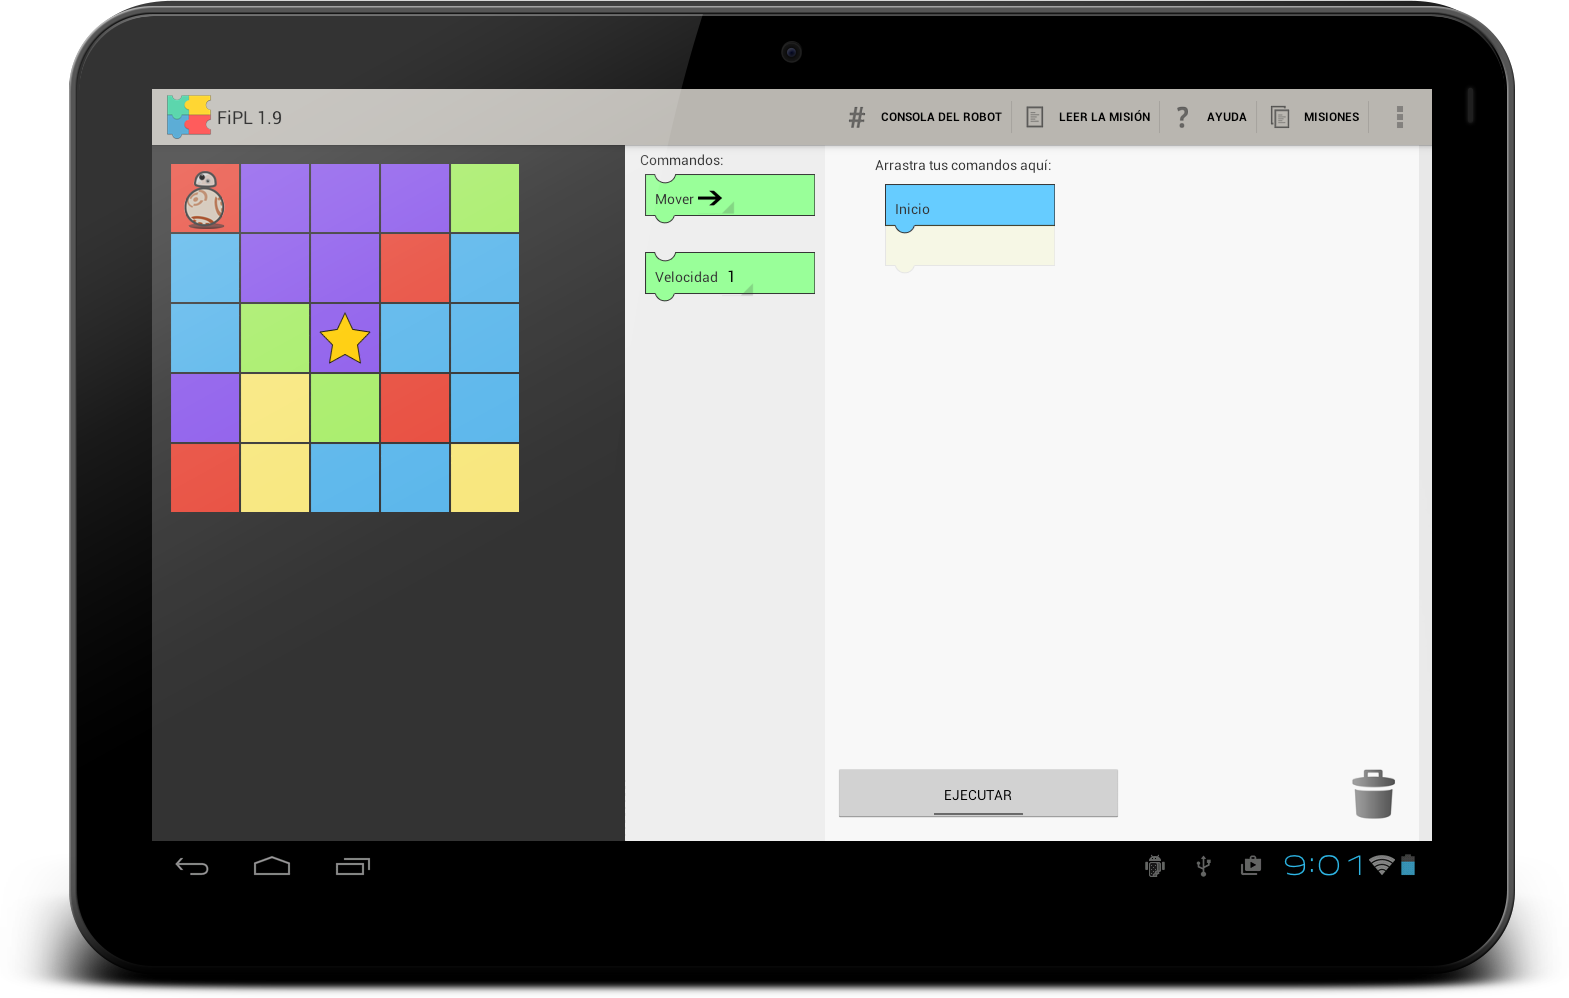 FiPL 1.9
# CONSOLA DEL ROBOT
LEER LA MISIÓN
? AYUDA
MISIONES
Commandos:
Mover
Velocidad 1
Arrastra tus comandos aquí:
Inicio
EJECUTAR
9:01